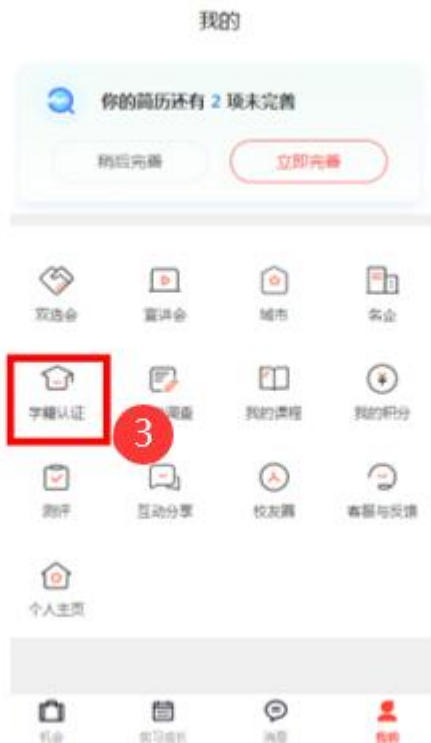 我的
你的简历还有 2 项未完善
稍后完善 立即完善
双选会 宣讲会 城市 名企
学籍认证 调查 我的课程 我的积分
3
测评 互动分享 校友圈 客服与反馈
个人主页
机会 消息 我的